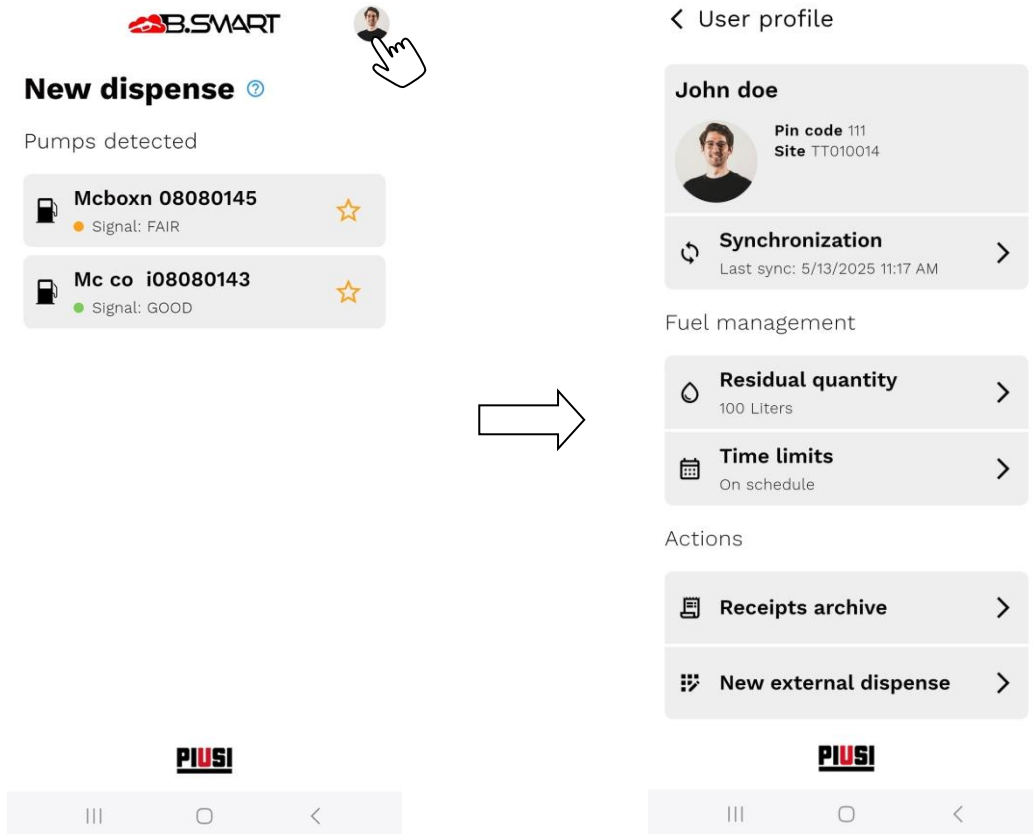 B.SMART
New dispense
Pumps detected
Mcboxn 08080145
Signal: FAIR
Mc co i08080143
Signal: GOOD
PIUSI
User profile
John doe
Pin code 111
Site TT010014
Synchronization
Last sync: 5/13/2025 11:17 AM
Fuel management
Residual quantity
100 Liters
Time limits
On schedule
Actions
Receipts archive
New external dispense
PIUSI